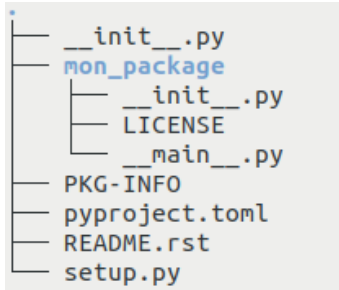 .
├── __init__.py
├── mon_package
│   ├── __init__.py
│   ├── LICENSE
│   └── __main__.py
├── PKG-INFO
├── pyproject.toml
├── README.rst
└── setup.py